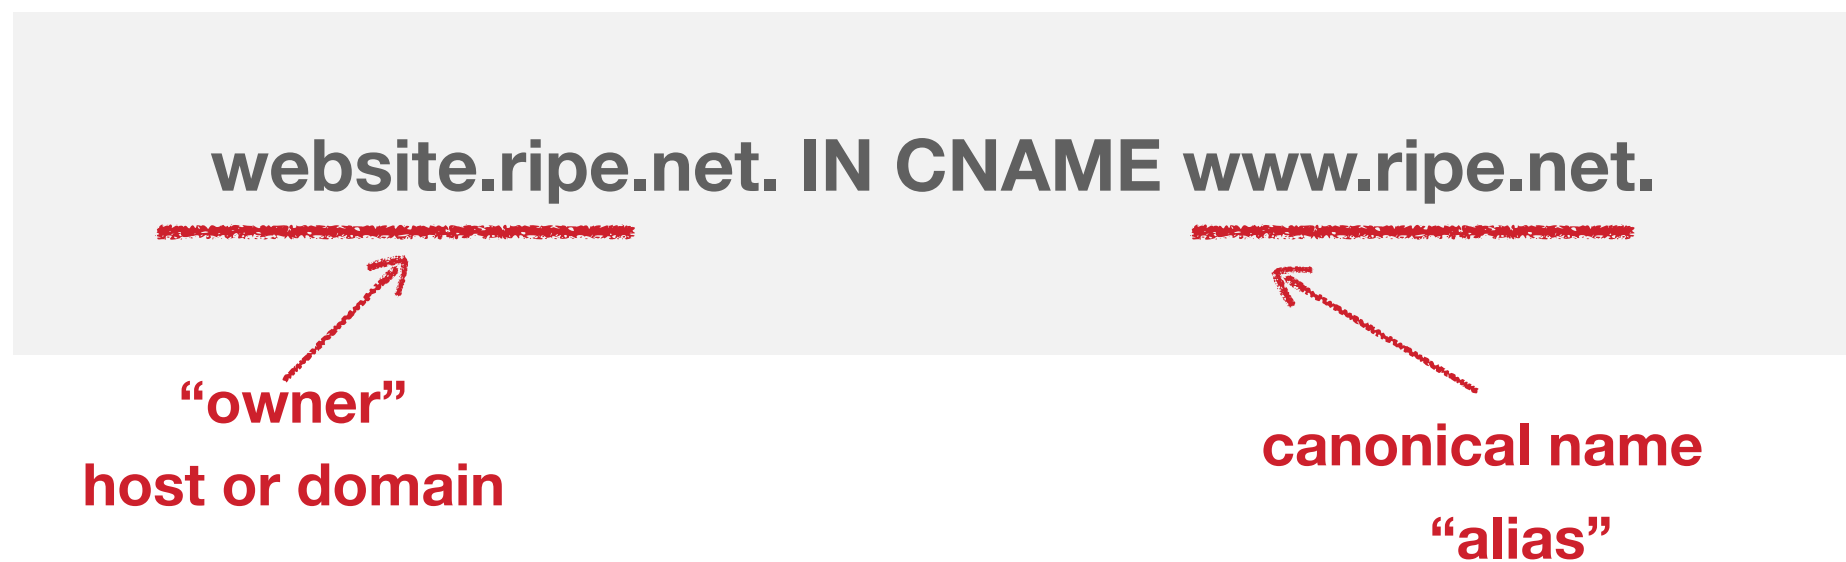 website.ripe.net. IN CNAME www.ripe.net.
“owner”
host or domain
canonical name
“alias”